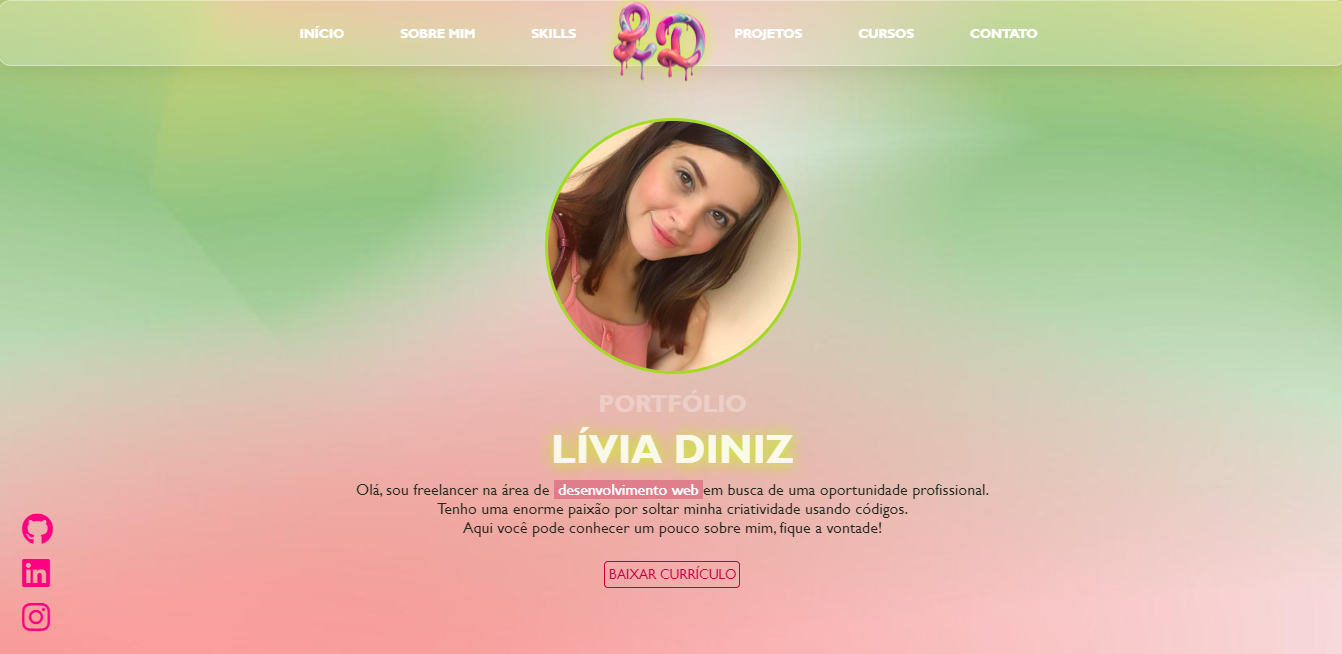 INÍCIO SOBRE MIM SKILLS LD PROJETOS CURSOS CONTATO
PORTFÓLIO
LÍVIA DINIZ
Olá, sou freelancer na área de desenvolvimento web em busca de uma oportunidade profissional.
Tenho uma enorme paixão por soltar minha criatividade usando códigos.
Aqui você pode conhecer um pouco sobre mim, fique a vontade!
in
BAIXAR CURRÍCULO